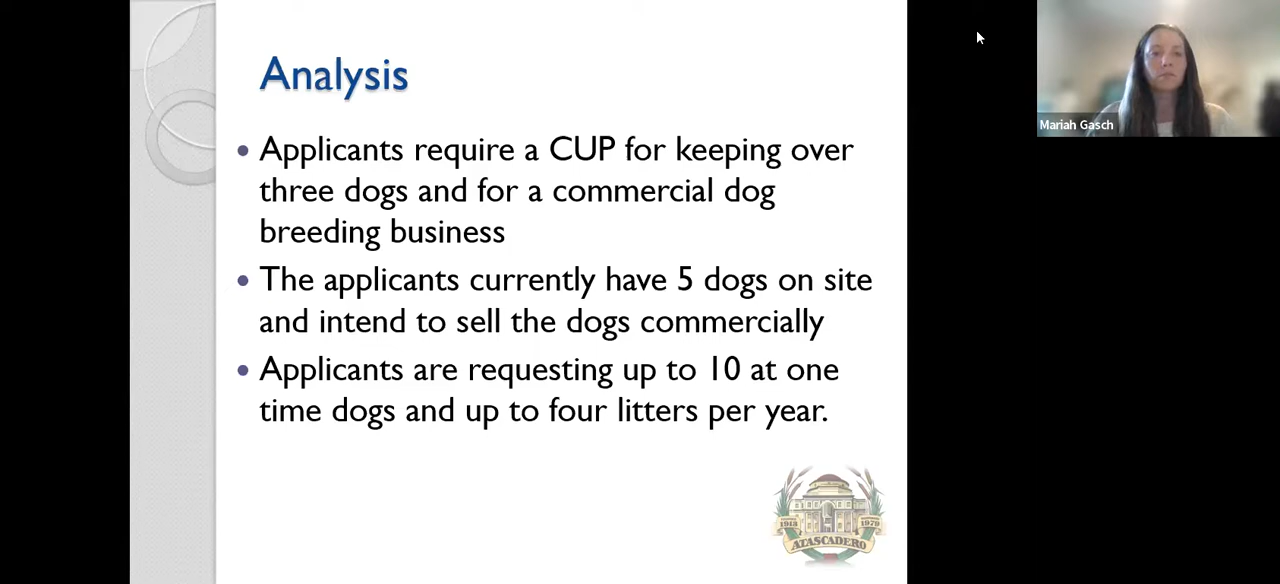 Analysis
Applicants require a CUP for keeping over
three dogs and for a commercial dog
breeding business
The applicants currently have 5 dogs on site
and intend to sell the dogs commercially
Applicants are requesting up to 10 at one
time dogs and up to four litters per year.
Mariah Gasch
1913
1979
ATASCADERO